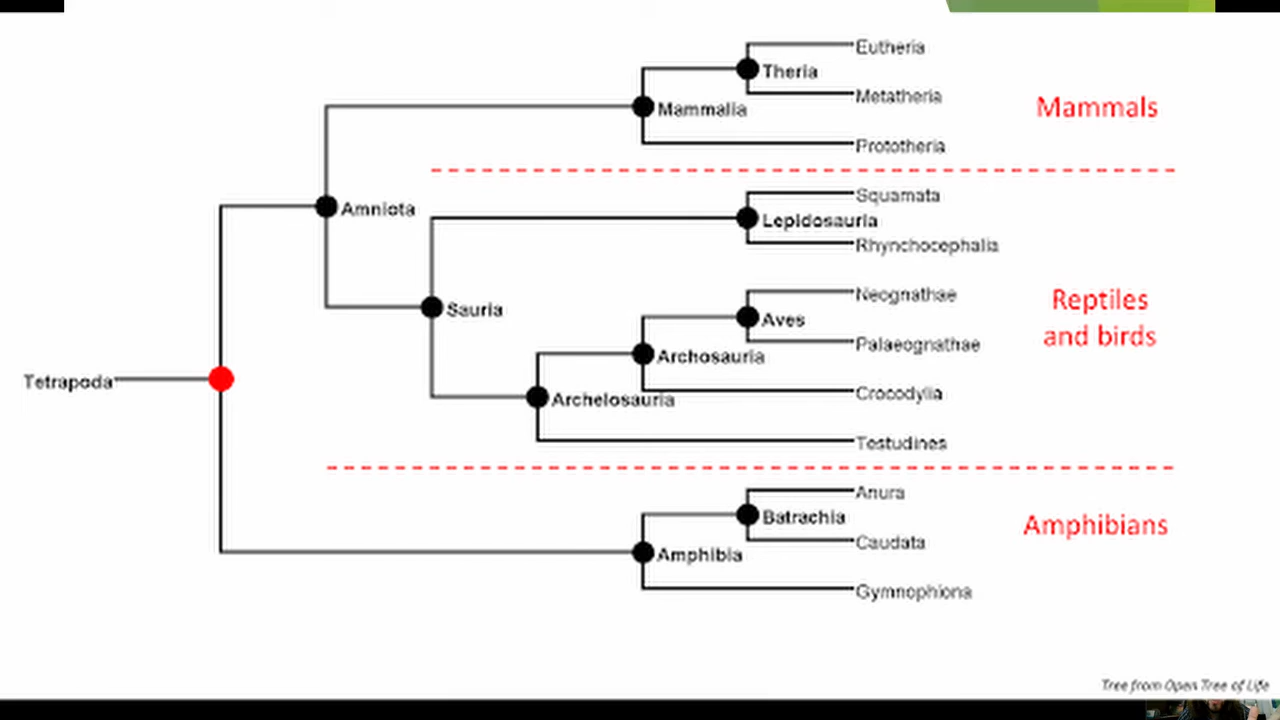 Eutheria
Theria
Metatheria
Mammals
Mammalia
Prototheria
Squamata
Amniota
Lepidosauria
Rhynchocephalia
Neognathae
Reptiles
and birds
Sauria
Aves
Palaeognathae
Archosauria
Tetrapoda
Crocodylia
Archelosauria
Testudines
Anura
Batrachia
Amphibians
Caudata
Amphibia
Gymnophiona
Tree from Open Tree of Life